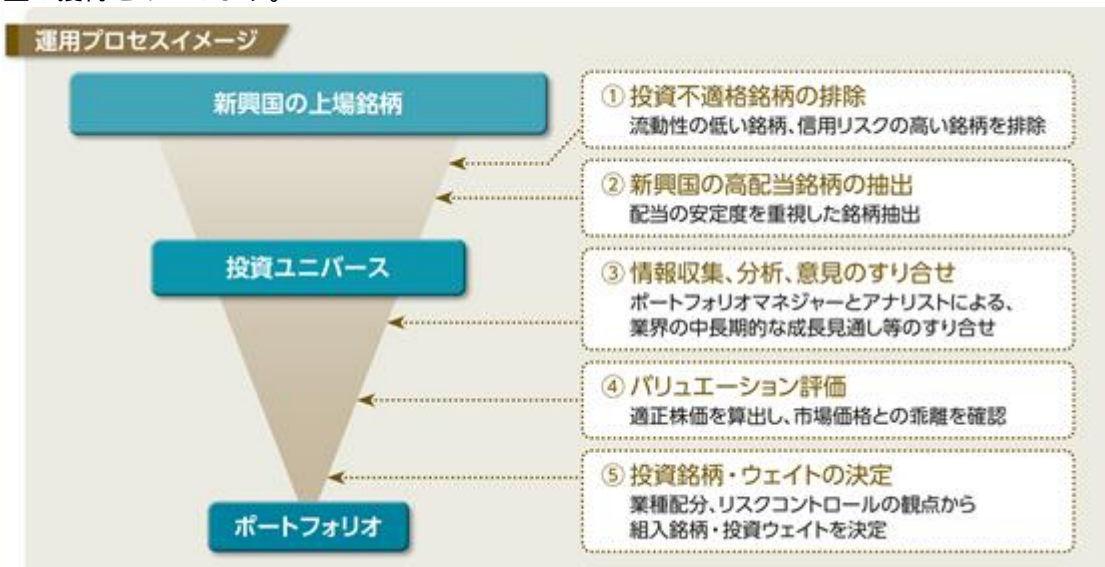 運用プロセスイメージ
新興国の上場銘柄
① 投資不適格銘柄の排除
流動性の低い銘柄、信用リスクの高い銘柄を排除
② 新興国の高配当銘柄の抽出
配当の安定度を重視した銘柄抽出
投資ユニバース
③ 情報収集、分析、意見のすり合せ
ポートフォリオマネジャーとアナリストによる、
業界の中長期的な成長見通し等のすり合せ
④ バリュエーション評価
適正株価を算出し、市場価格との乖離を確認
⑤ 投資銘柄・ウェイトの決定
業種配分、リスクコントロールの観点から
組入銘柄・投資ウェイトを決定
ポートフォリオ